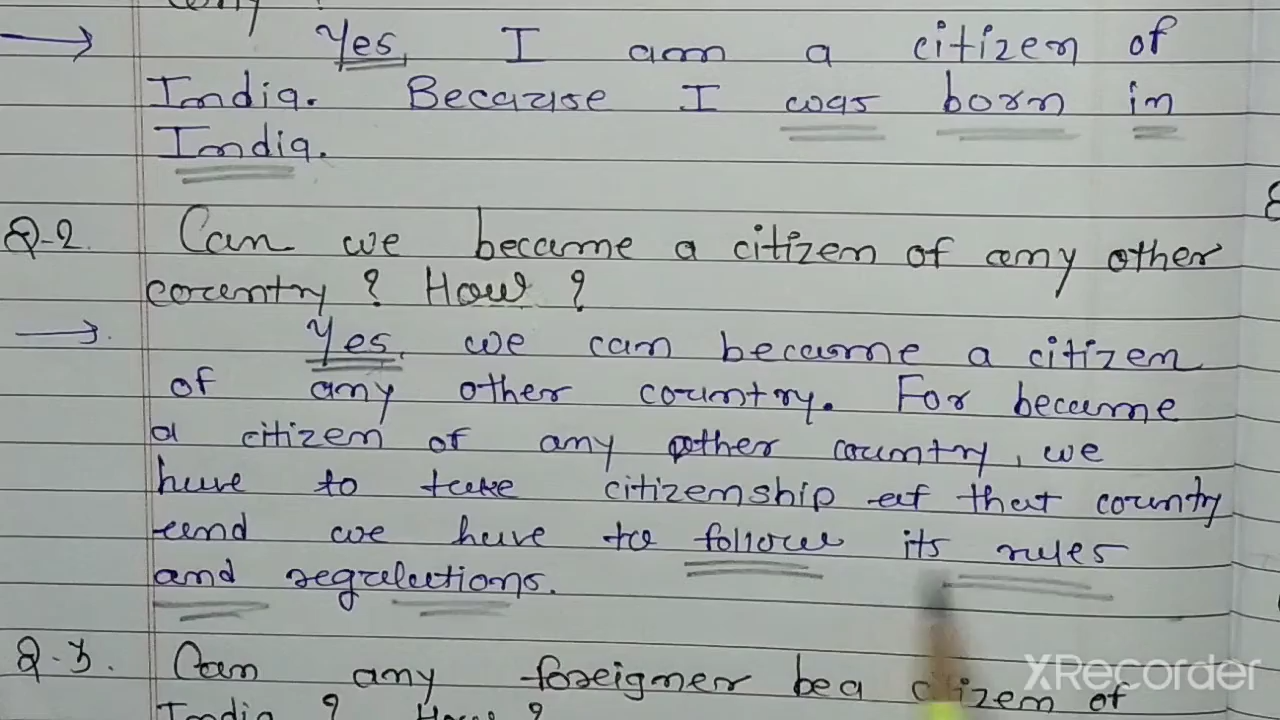 Yes, I am a citizen of
India. Because I was born in
India.
Q-2. Can we became a citizen of any other
country ? How ?
Yes, we can became a citizen
of any other country. For became
a citizen of any other country, we
have to take citizenship of that country
and we have to follow its rules
and regulations.
Q.3. Can any foreigner be a citizen of
India ? How ?
XRecorder